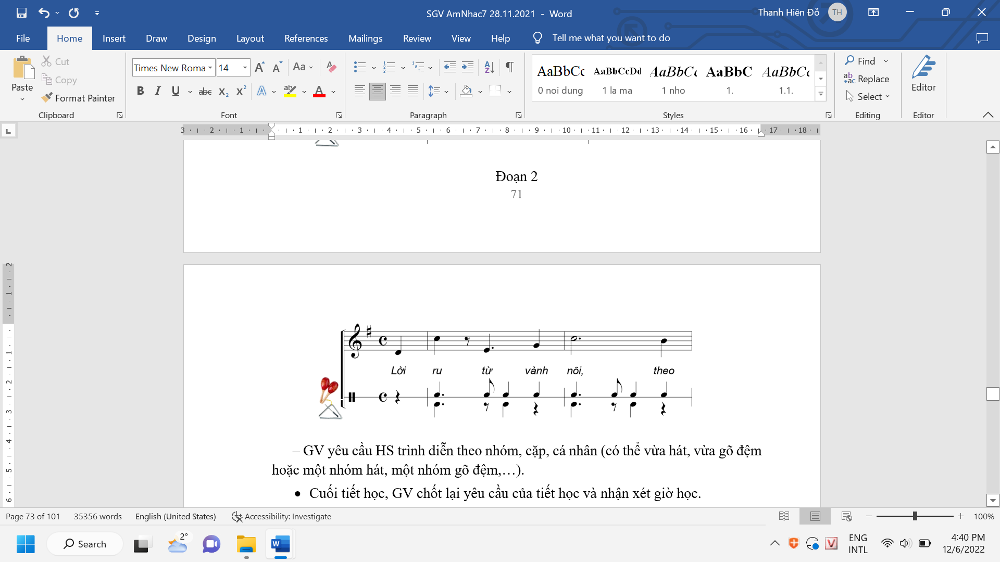 SGV AmNhac7 28.11.2021 - Word
Thanh Hiên Đỗ
TH
File Home Insert Draw Design Layout References Mailings Review View Help Tell me what you want to do
Paste
Cut
Copy
Format Painter
Clipboard
Times New Roma 14
Font
Paragraph
AaBbCc AaBbCcDd AaBbCc AaBbC AaBbCc
0 noi dung 1 la ma 1 nho 1. 1.1.
Styles
Find
Replace
Select
Editing
Editor
Editor
3 2 1 1 2 3 4 5 6 7 8 9 10 11 12 13 14 15 16 17 18
Đoạn 2
71
Lời ru từ vành nôi, theo
– GV yêu cầu HS trình diễn theo nhóm, cặp, cá nhân (có thể vừa hát, vừa gõ đệm
hoặc một nhóm hát, một nhóm gõ đệm,…).
• Cuối tiết học, GV chốt lại yêu cầu của tiết học và nhận xét giờ học.
2 1 1 2 3 4 5 6
Page 73 of 101 35356 words English (United States) Accessibility: Investigate 100%
Search
2°
ENG
INTL
4:40 PM
12/6/2022